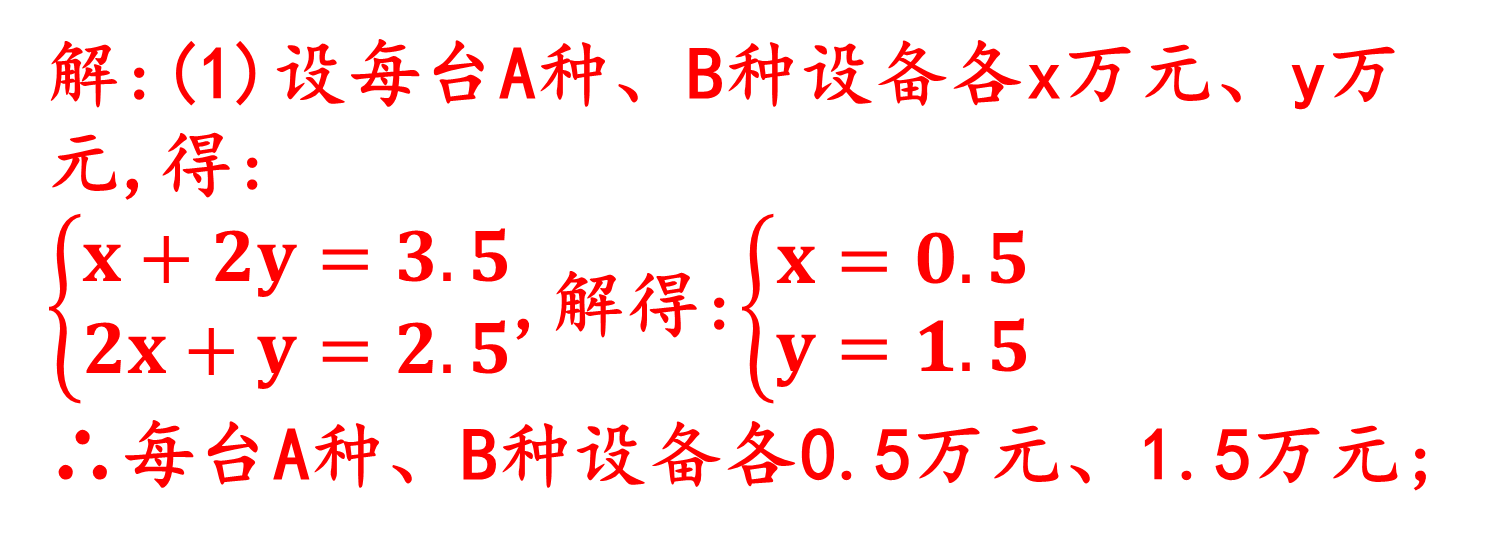 解:(1)设每台A种、B种设备各x万元、y万
元,得:
{x + 2y = 3.5
2x + y = 2.5,解得:{x = 0.5
y = 1.5
∴每台A种、B种设备各0.5万元、1.5万元;